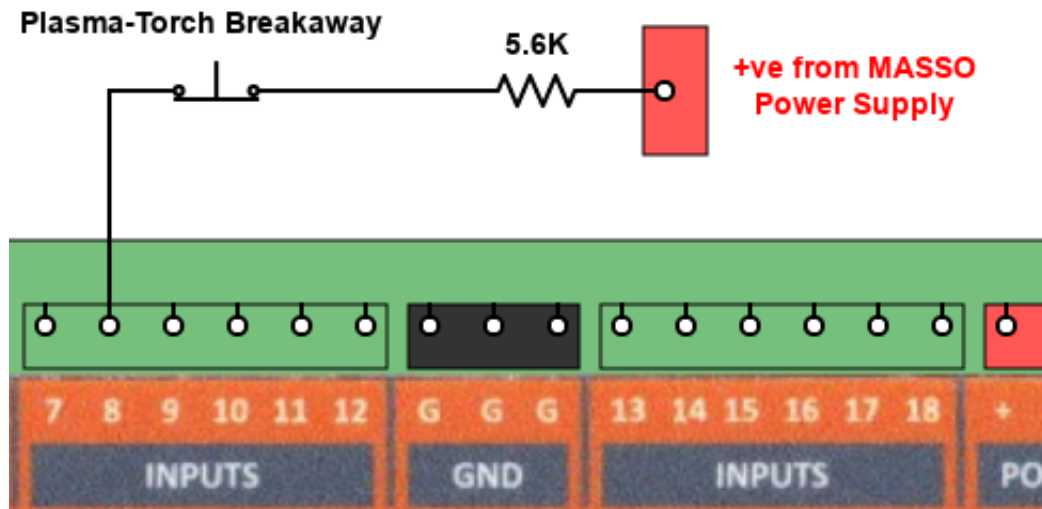 Plasma-Torch Breakaway
5.6K
+ve from MASSO
Power Supply
7 8 9 10 11 12 G G G 13 14 15 16 17 18 +
INPUTS GND INPUTS PO